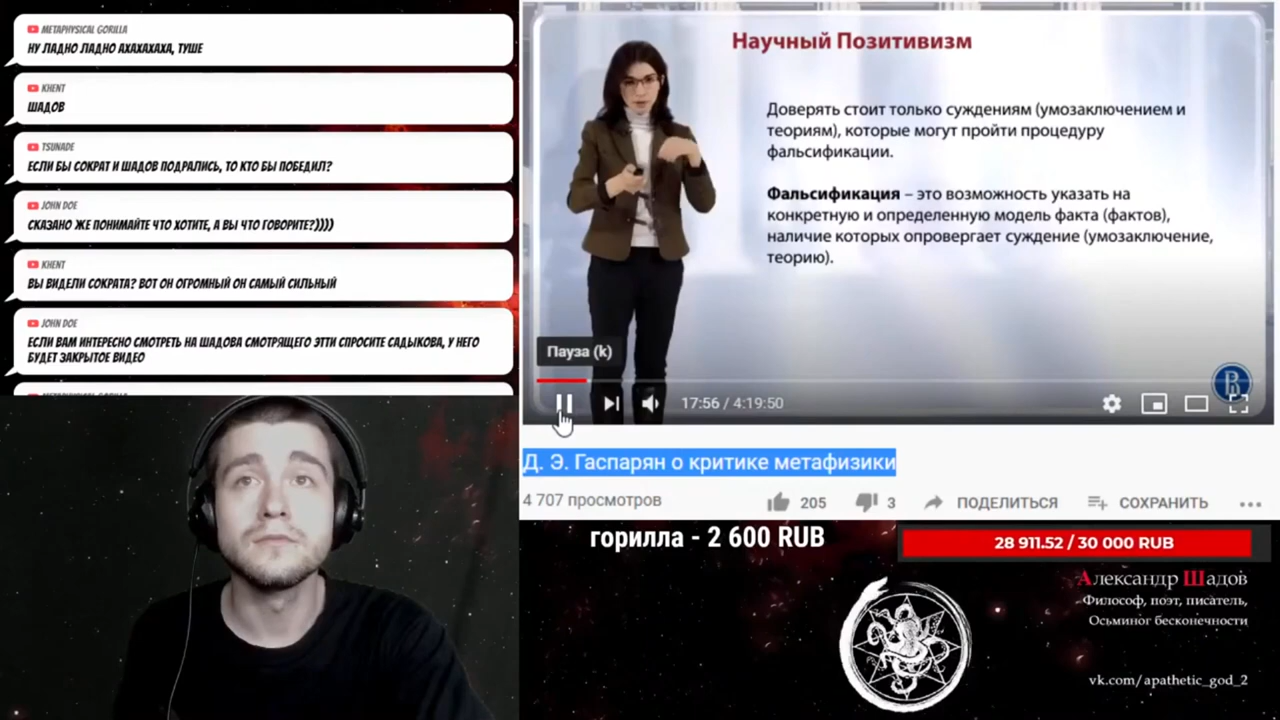 METAPHYSICAL GORILLA
НУ ЛАДНО ЛАДНО АХАХАХАХА, ТУШЕ
KHENT
ШАДОВ
TSUNADE
ЕСЛИ БЫ СОКРАТ И ШАДОВ ПОДРАЛИСЬ, ТО КТО БЫ ПОБЕДИЛ?
JOHN DOE
СКАЗАНО ЖЕ ПОНИМАЙТЕ ЧТО ХОТИТЕ, А ВЫ ЧТО ГОВОРИТЕ?))))
KHENT
ВЫ ВИДЕЛИ СОКРАТА? ВОТ ОН ОГРОМНЫЙ ОН САМЫЙ СИЛЬНЫЙ
JOHN DOE
ЕСЛИ ВАМ ИНТЕРЕСНО СМОТРЕТЬ НА ШАДОВА СМОТРЯЩЕГО ЭТТИ СПРОСИТЕ САДЫКОВА, У НЕГО
БУДЕТ ЗАКРЫТОЕ ВИДЕО
Научный Позитивизм
Доверять стоит только суждениям (умозаключением и
теориям), которые могут пройти процедуру
фальсификации.
Фальсификация – это возможность указать на
конкретную и определенную модель факта (фактов),
наличие которых опровергает суждение (умозаключение,
теорию).
Пауза (k)
17:56 / 4:19:50
Д. Э. Гаспарян о критике метафизики
4 707 просмотров
205
3
ПОДЕЛИТЬСЯ
СОХРАНИТЬ
горилла - 2 600 RUB
28 911.52 / 30 000 RUB
Александр Шадов
Философ, поэт, писатель,
Осьминог бесконечности
vk.com/apathetic_god_2